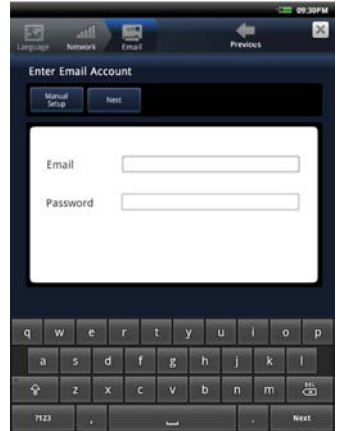 09:30PM
Language Network Email Previous
Enter Email Account
Manual Setup Next
Email
Password
q w e r t y u i o p
a s d f g h j k l
z x c v b n m DEL
?123 , . Next